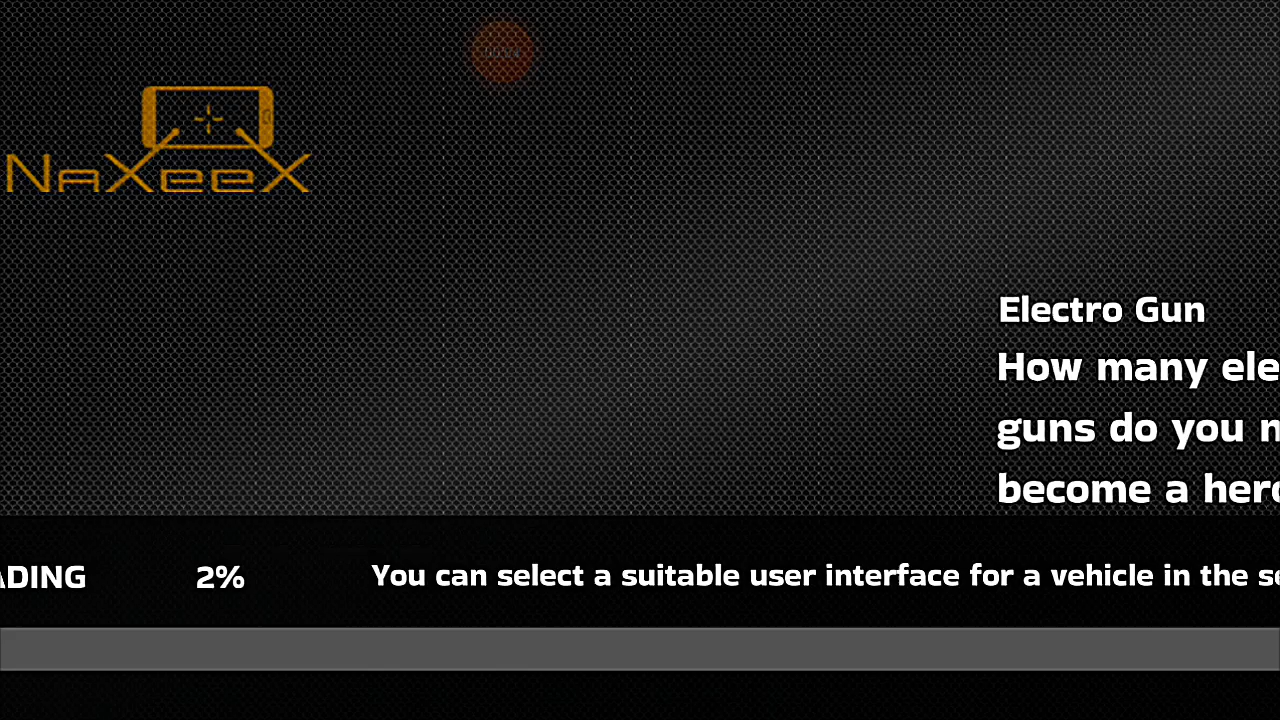 NaXeeX
Electro Gun
How many ele
guns do you n
become a hero
ADING 2% You can select a suitable user interface for a vehicle in the se